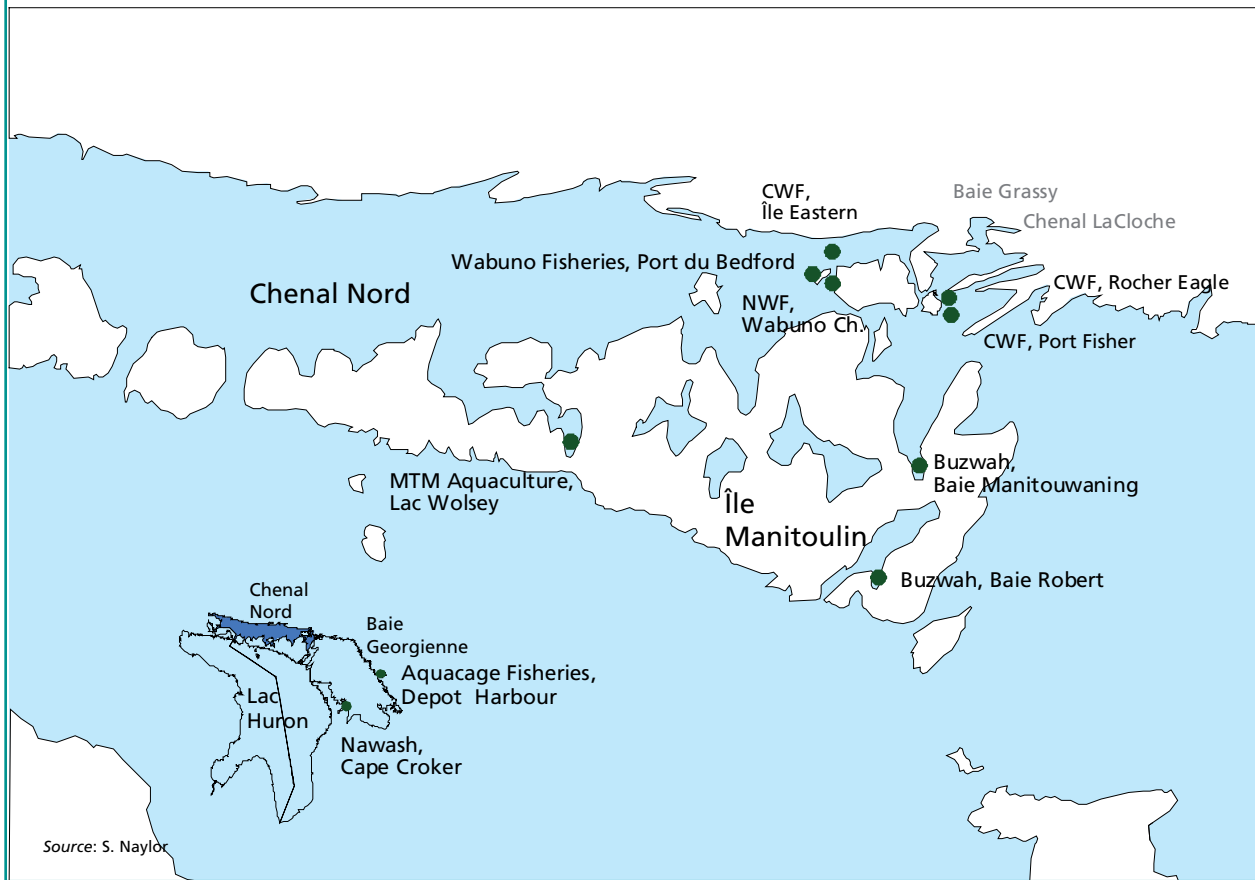 Baie Grassy
Chenal LaCloche
CWF,
Île Eastern
Wabuno Fisheries, Port du Bedford
Chenal Nord
NWF,
Wabuno Ch.
CWF, Rocher Eagle
CWF, Port Fisher
MTM Aquaculture,
Lac Wolsey
Île
Manitoulin
Buzwah,
Baie Manitouwaning
Buzwah, Baie Robert
Chenal
Nord
Baie
Georgienne
Aquacage Fisheries,
Depot Harbour
Lac
Huron
Nawash,
Cape Croker
Source: S. Naylor